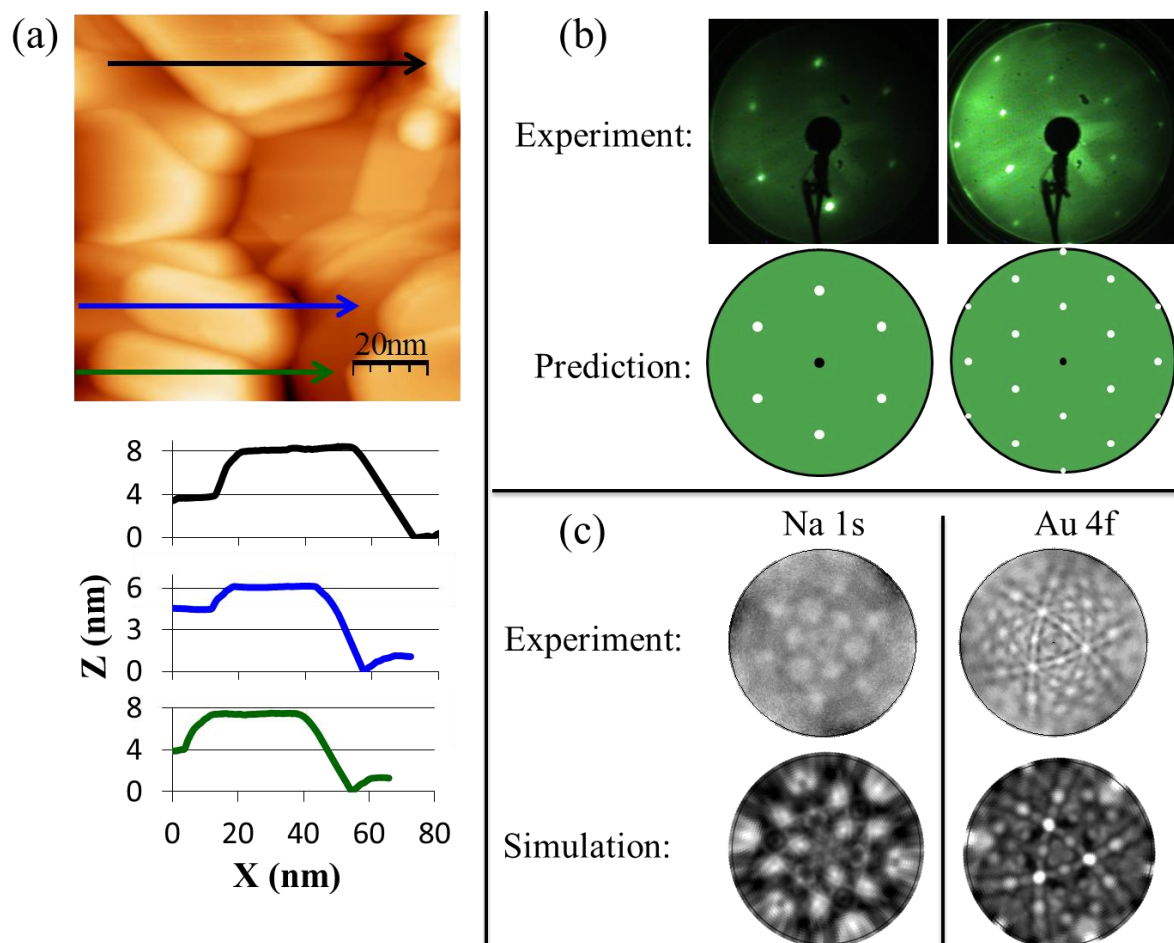 (a)
20nm
8
4
0
6
3
0
8
4
0
0 20 40 60 80
Z (nm)
X (nm)
(b)
Experiment:
Prediction:
(c)
Na 1s Au 4f
Experiment:
Simulation: